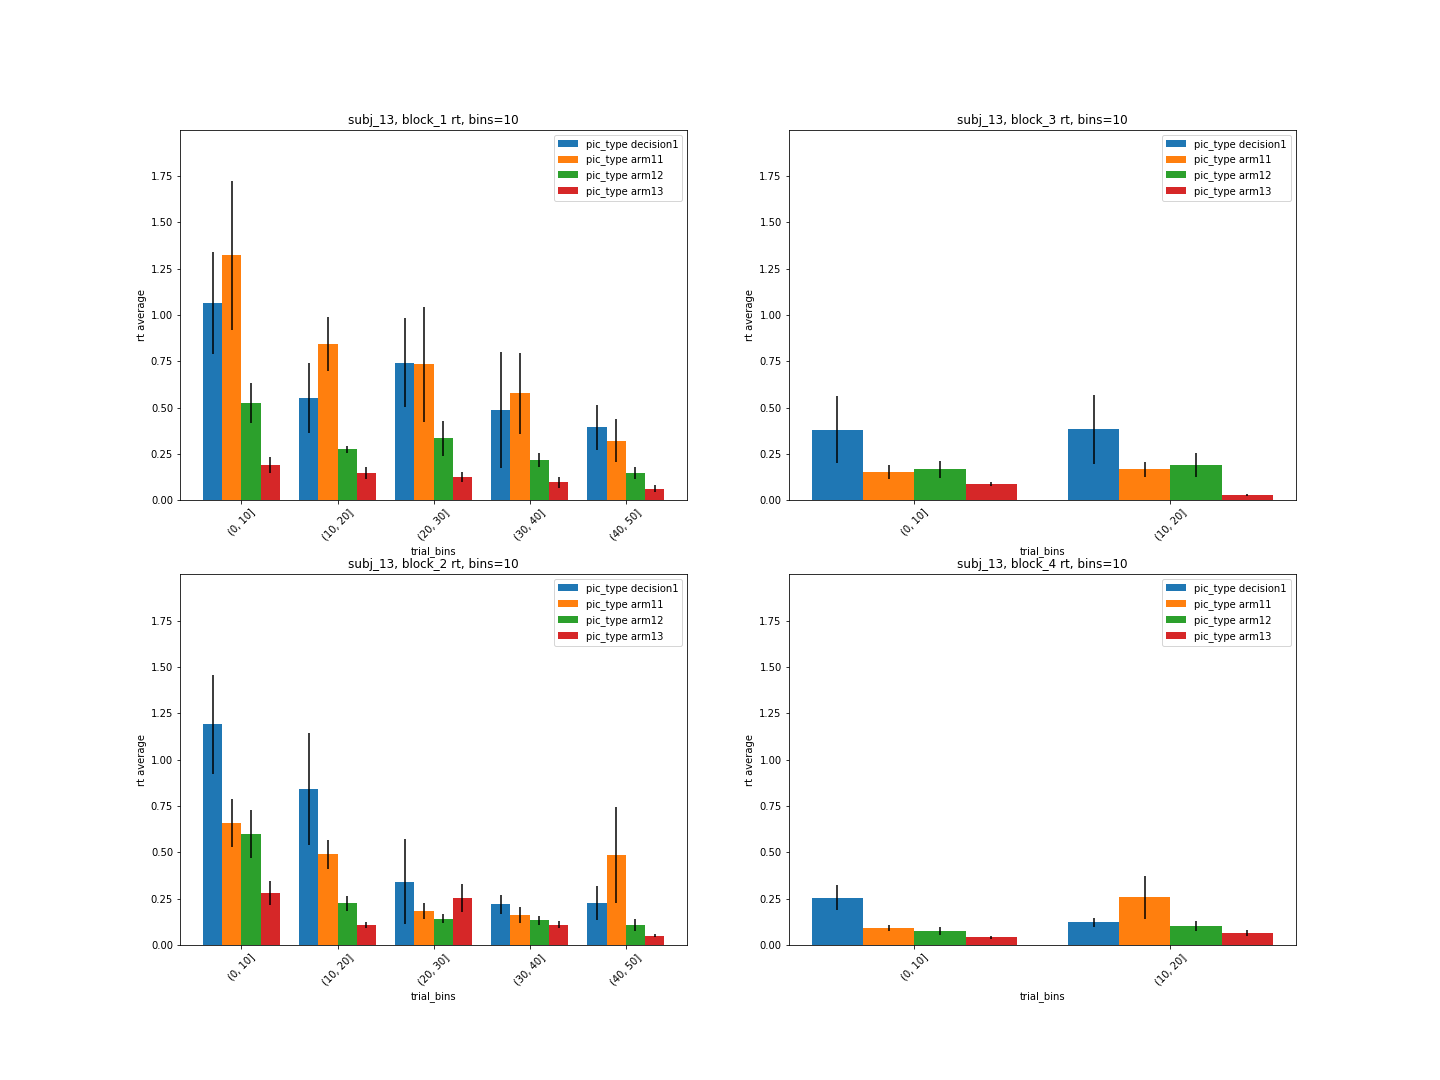 subj_13, block_1 rt, bins=10
pic_type decision1
pic_type arm11
pic_type arm12
pic_type arm13
1.75
1.50
1.25
1.00
0.75
0.50
0.25
0.00
rt average
(0, 10]
(10, 20]
(20, 30]
(30, 40]
(40, 50]
trial_bins
subj_13, block_3 rt, bins=10
pic_type decision1
pic_type arm11
pic_type arm12
pic_type arm13
1.75
1.50
1.25
1.00
0.75
0.50
0.25
0.00
rt average
(0, 10]
(10, 20]
trial_bins
subj_13, block_2 rt, bins=10
pic_type decision1
pic_type arm11
pic_type arm12
pic_type arm13
1.75
1.50
1.25
1.00
0.75
0.50
0.25
0.00
rt average
(0, 10]
(10, 20]
(20, 30]
(30, 40]
(40, 50]
trial_bins
subj_13, block_4 rt, bins=10
pic_type decision1
pic_type arm11
pic_type arm12
pic_type arm13
1.75
1.50
1.25
1.00
0.75
0.50
0.25
0.00
rt average
(0, 10]
(10, 20]
trial_bins